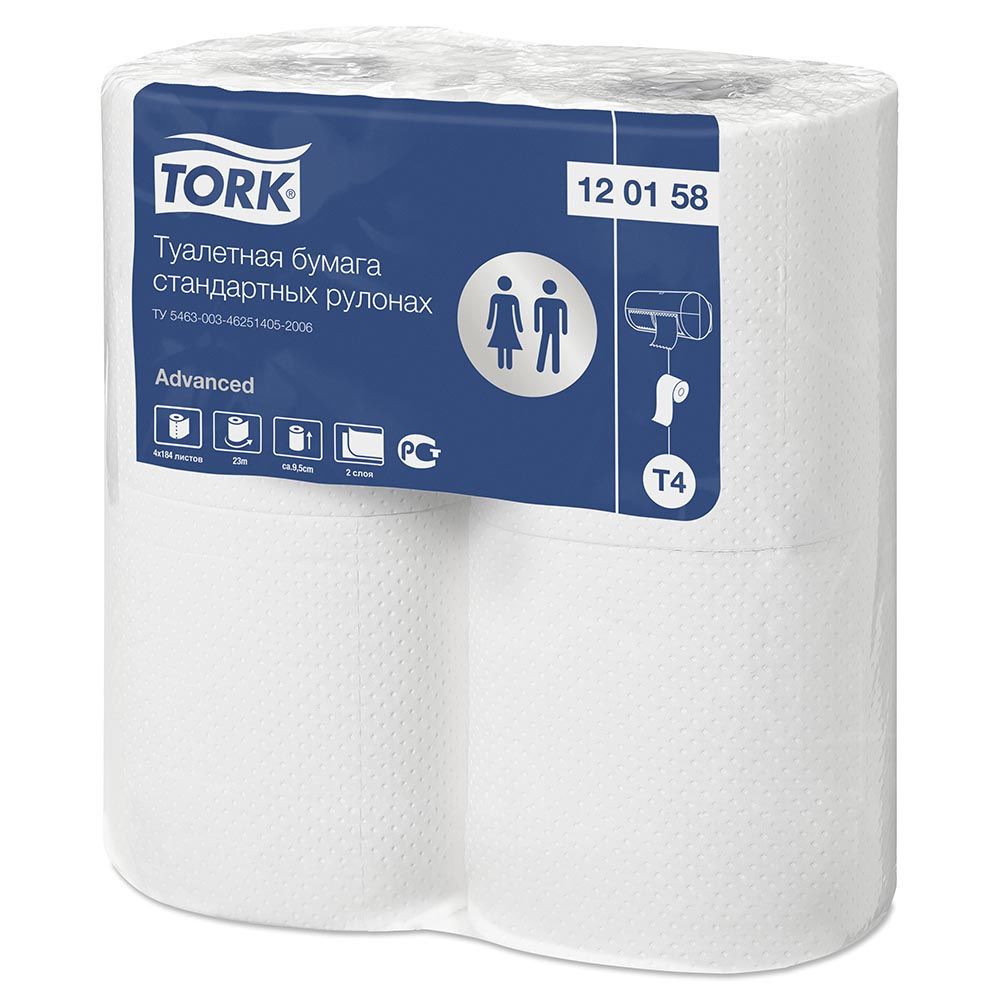 TORK®
12 01 58
Туалетная бумага
стандартных рулонах
ТУ 5463-003-46251405-2006
Advanced
4x184 листов
23m
ca.9,5cm
2 слоя
РСТ
T4